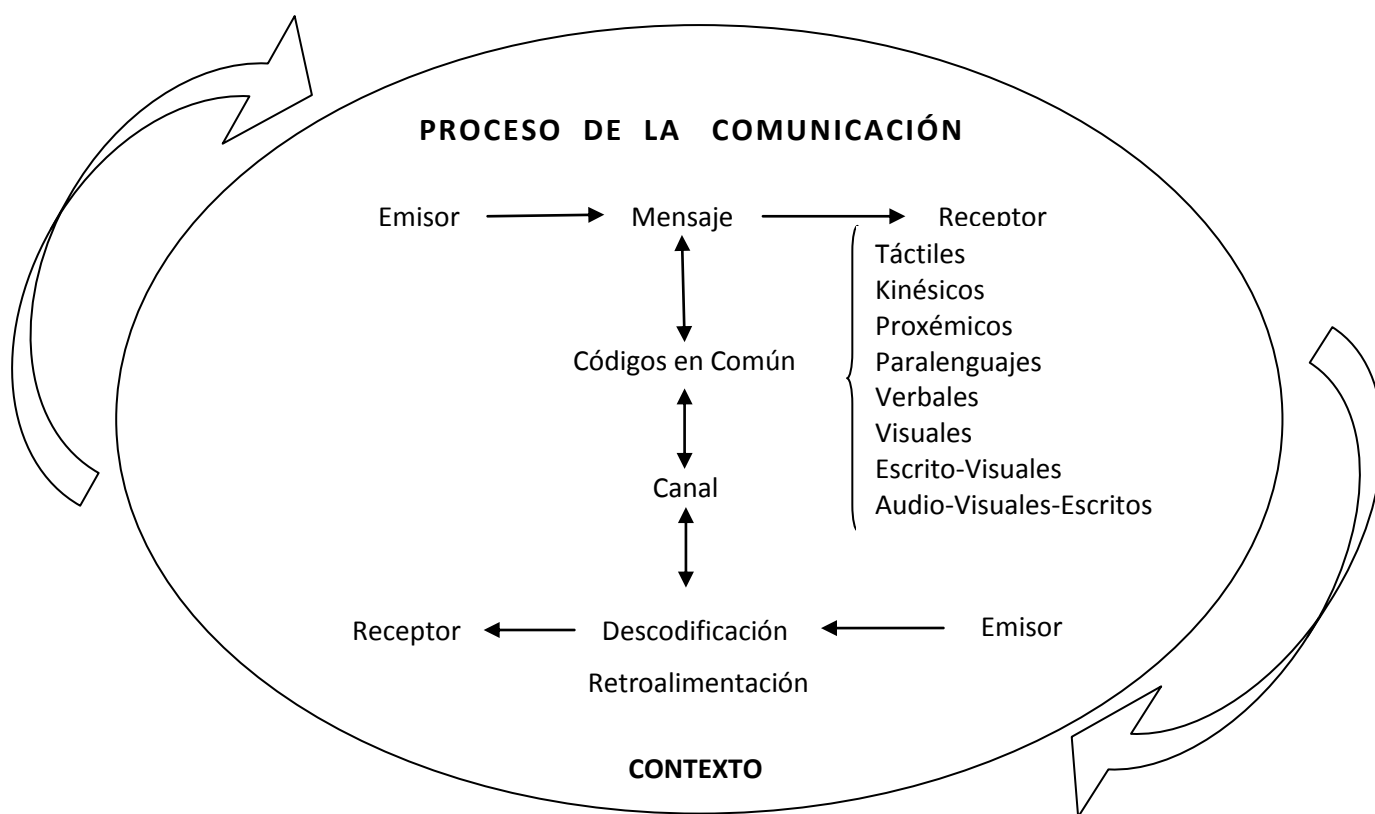 PROCESO DE LA COMUNICACIÓN
Emisor Mensaje Receptor
Táctiles
Kinésicos
Proxémicos
Paralenguajes
Códigos en Común
Verbales
Visuales
Escrito-Visuales
Canal
Audio-Visuales-Escritos
Receptor Descodificación Emisor
Retroalimentación
CONTEXTO